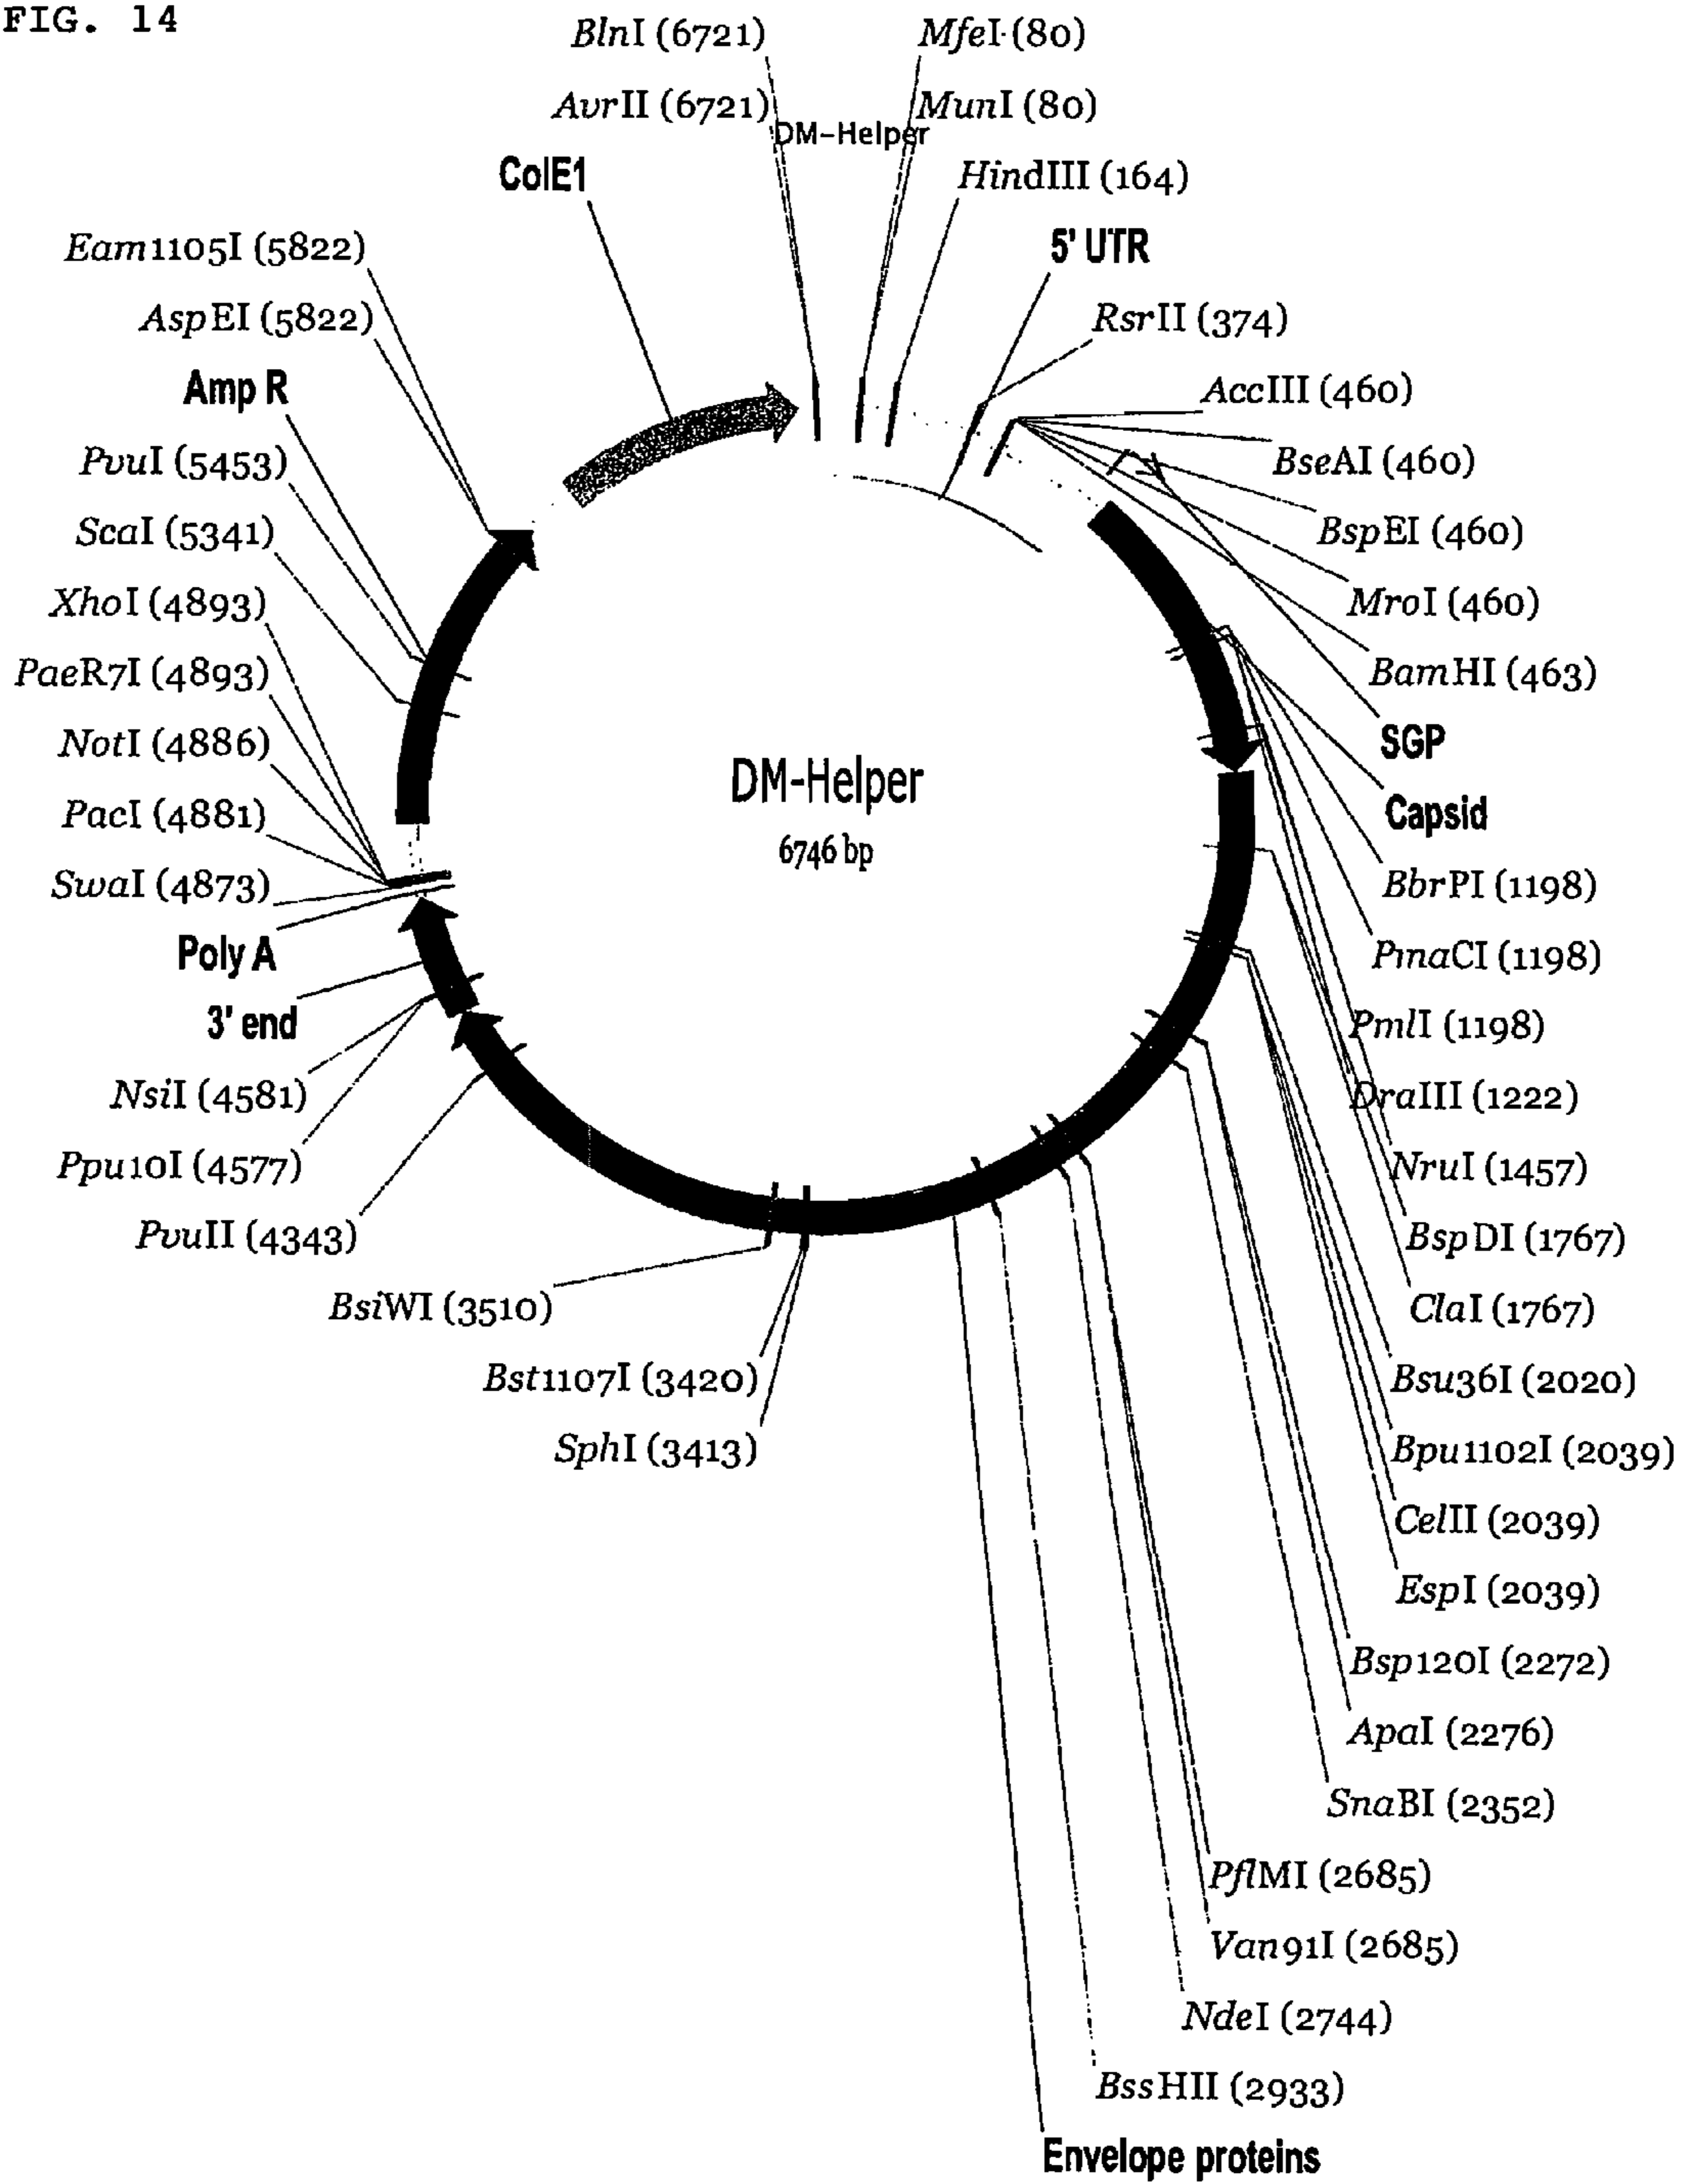 FIG. 14
BlnI (6721)
MfeI (80)
AvrII (6721)
MunI (80)
DM-Helper
ColE1
HindIII (164)
5' UTR
Eam1105I (5822)
AspEI (5822)
RsrII (374)
Amp R
AccIII (460)
PvuI (5453)
BseAI (460)
ScaI (5341)
BspEI (460)
XhoI (4893)
MroI (460)
PaeR7I (4893)
BamHI (463)
NotI (4886)
SGP
DM-Helper
6746 bp
PacI (4881)
Capsid
SwaI (4873)
BbrPI (1198)
Poly A
PmaCI (1198)
3' end
PmlI (1198)
NsiI (4581)
DraIII (1222)
Ppu10I (4577)
NruI (1457)
PvuII (4343)
BspDI (1767)
BsiWI (3510)
ClaI (1767)
Bst1107I (3420)
Bsu36I (2020)
SphI (3413)
Bpu1102I (2039)
CelII (2039)
EspI (2039)
Bsp120I (2272)
ApaI (2276)
SnaBI (2352)
PflMI (2685)
Van91I (2685)
NdeI (2744)
BssHII (2933)
Envelope proteins